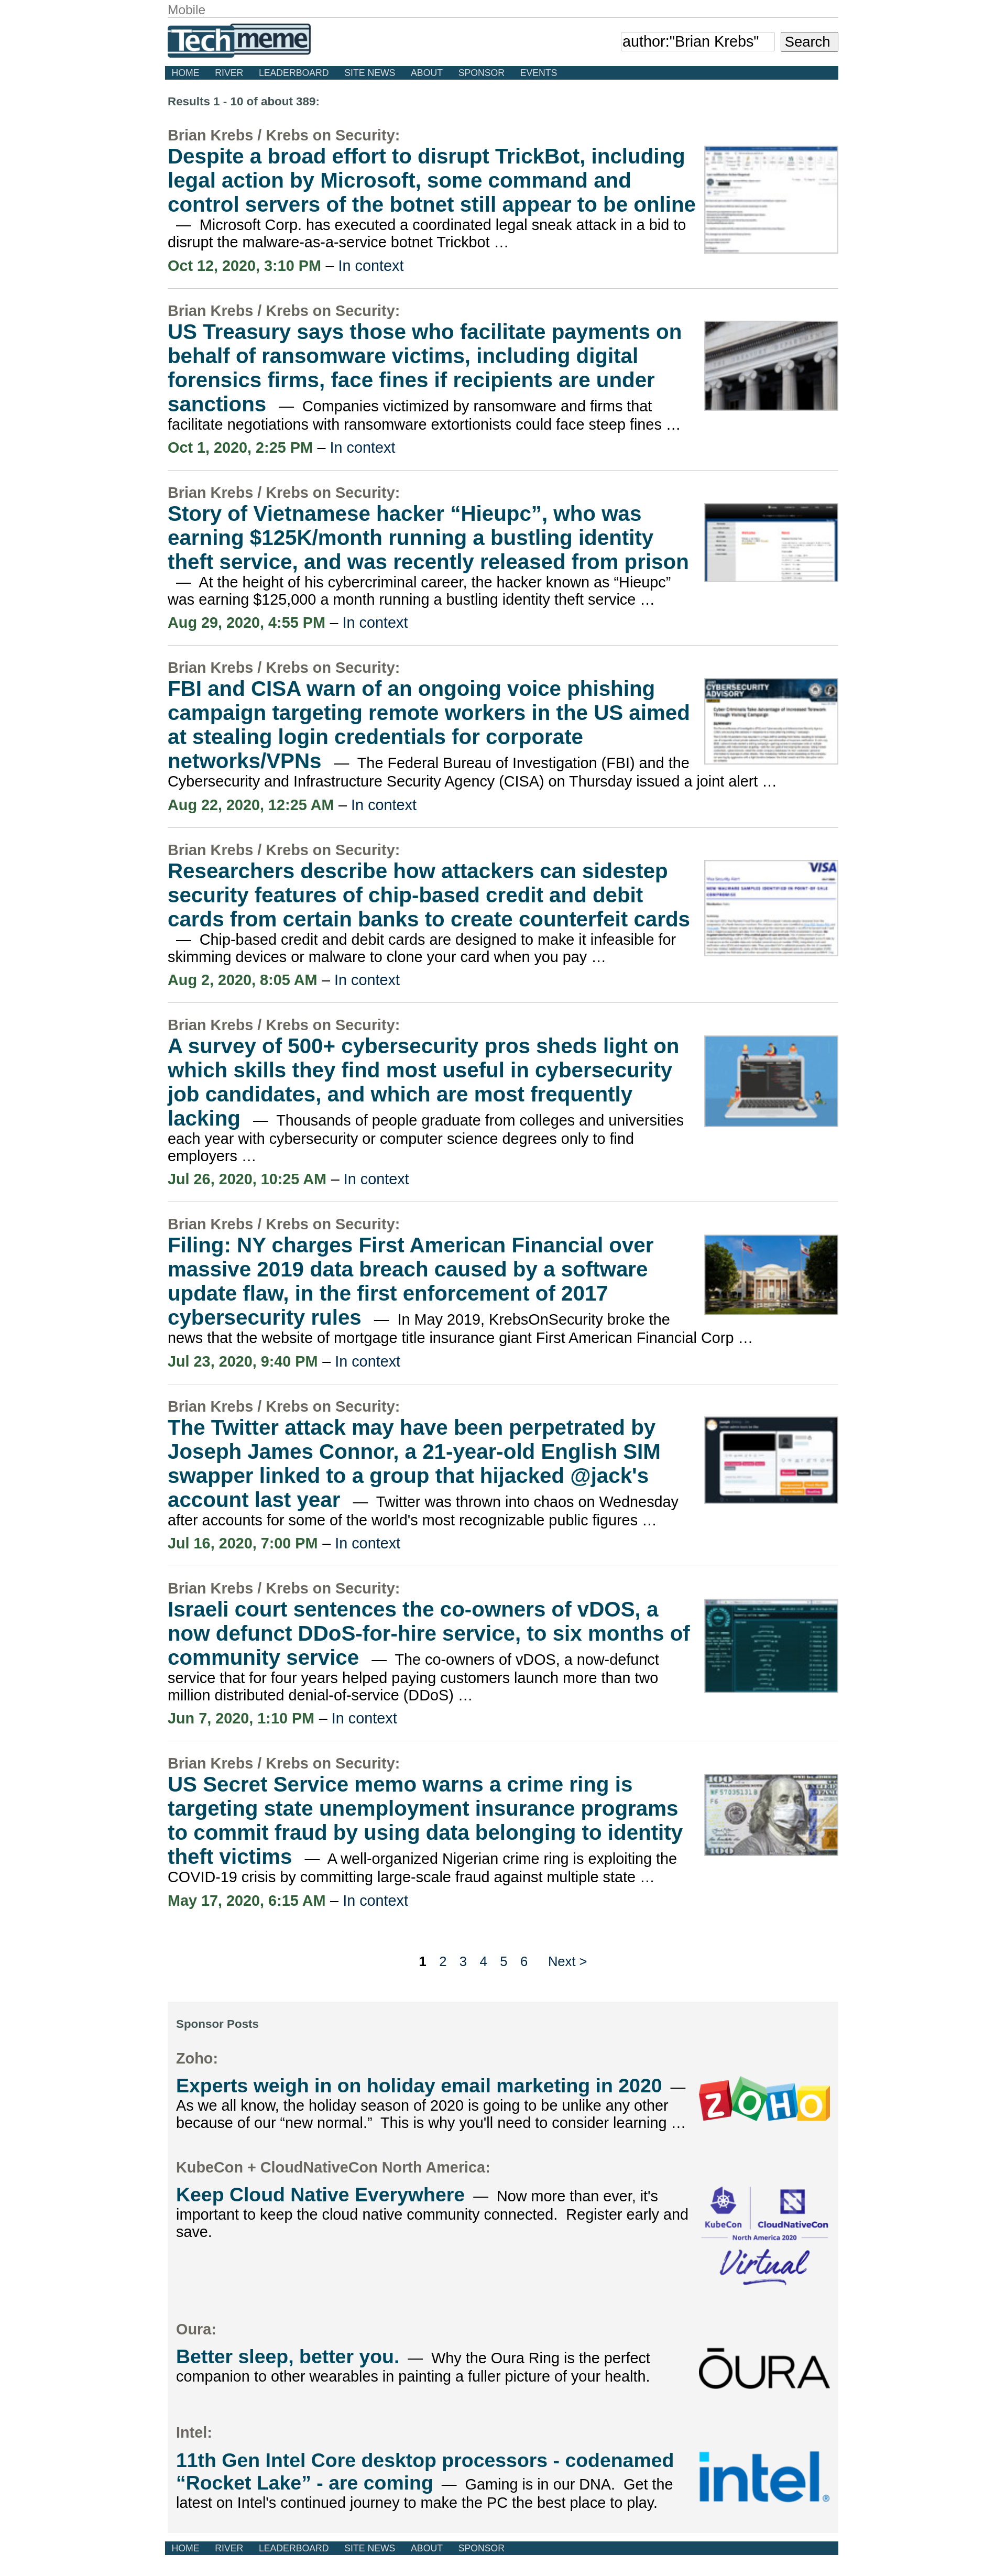 Mobile
Techmeme
author:"Brian Krebs"
Search
HOME RIVER LEADERBOARD SITE NEWS ABOUT SPONSOR EVENTS
Results 1 - 10 of about 389:
Brian Krebs / Krebs on Security:
Despite a broad effort to disrupt TrickBot, including
legal action by Microsoft, some command and
control servers of the botnet still appear to be online
— Microsoft Corp. has executed a coordinated legal sneak attack in a bid to
disrupt the malware-as-a-service botnet Trickbot …
Oct 12, 2020, 3:10 PM – In context
Brian Krebs / Krebs on Security:
US Treasury says those who facilitate payments on
behalf of ransomware victims, including digital
forensics firms, face fines if recipients are under
sanctions — Companies victimized by ransomware and firms that
facilitate negotiations with ransomware extortionists could face steep fines …
Oct 1, 2020, 2:25 PM – In context
Brian Krebs / Krebs on Security:
Story of Vietnamese hacker “Hieupc”, who was
earning $125K/month running a bustling identity
theft service, and was recently released from prison
— At the height of his cybercriminal career, the hacker known as “Hieupc”
was earning $125,000 a month running a bustling identity theft service …
Aug 29, 2020, 4:55 PM – In context
Brian Krebs / Krebs on Security:
FBI and CISA warn of an ongoing voice phishing
campaign targeting remote workers in the US aimed
at stealing login credentials for corporate
networks/VPNs — The Federal Bureau of Investigation (FBI) and the
Cybersecurity and Infrastructure Security Agency (CISA) on Thursday issued a joint alert …
CYBERSECURITY
ADVISORY
Cyber Criminals Take Advantage of Increased Telework
Through Vishing Campaign
SUMMARY
Aug 22, 2020, 12:25 AM – In context
Brian Krebs / Krebs on Security:
Researchers describe how attackers can sidestep
security features of chip-based credit and debit
cards from certain banks to create counterfeit cards
— Chip-based credit and debit cards are designed to make it infeasible for
skimming devices or malware to clone your card when you pay …
VISA
Visa Security Alert
NEW MALWARE SAMPLES IDENTIFIED IN POINT-OF-SALE
COMPROMISE
Aug 2, 2020, 8:05 AM – In context
Brian Krebs / Krebs on Security:
A survey of 500+ cybersecurity pros sheds light on
which skills they find most useful in cybersecurity
job candidates, and which are most frequently
lacking — Thousands of people graduate from colleges and universities
each year with cybersecurity or computer science degrees only to find
employers …
Jul 26, 2020, 10:25 AM – In context
Brian Krebs / Krebs on Security:
Filing: NY charges First American Financial over
massive 2019 data breach caused by a software
update flaw, in the first enforcement of 2017
cybersecurity rules — In May 2019, KrebsOnSecurity broke the
news that the website of mortgage title insurance giant First American Financial Corp …
Jul 23, 2020, 9:40 PM – In context
Brian Krebs / Krebs on Security:
The Twitter attack may have been perpetrated by
Joseph James Connor, a 21-year-old English SIM
swapper linked to a group that hijacked @jack's
account last year — Twitter was thrown into chaos on Wednesday
after accounts for some of the world's most recognizable public figures …
Jul 16, 2020, 7:00 PM – In context
Brian Krebs / Krebs on Security:
Israeli court sentences the co-owners of vDOS, a
now defunct DDoS-for-hire service, to six months of
community service — The co-owners of vDOS, a now-defunct
service that for four years helped paying customers launch more than two
million distributed denial-of-service (DDoS) …
Jun 7, 2020, 1:10 PM – In context
Brian Krebs / Krebs on Security:
US Secret Service memo warns a crime ring is
targeting state unemployment insurance programs
to commit fraud by using data belonging to identity
theft victims — A well-organized Nigerian crime ring is exploiting the
COVID-19 crisis by committing large-scale fraud against multiple state …
May 17, 2020, 6:15 AM – In context
1 2 3 4 5 6 Next >
Sponsor Posts
Zoho:
Experts weigh in on holiday email marketing in 2020 —
As we all know, the holiday season of 2020 is going to be unlike any other
because of our “new normal.” This is why you'll need to consider learning …
ZOHO
KubeCon + CloudNativeCon North America:
Keep Cloud Native Everywhere — Now more than ever, it's
important to keep the cloud native community connected. Register early and
save.
KubeCon CloudNativeCon
North America 2020
Virtual
Oura:
Better sleep, better you. — Why the Oura Ring is the perfect
companion to other wearables in painting a fuller picture of your health.
ŌURA
Intel:
11th Gen Intel Core desktop processors - codenamed
“Rocket Lake” - are coming — Gaming is in our DNA. Get the
latest on Intel's continued journey to make the PC the best place to play.
intel®
HOME RIVER LEADERBOARD SITE NEWS ABOUT SPONSOR